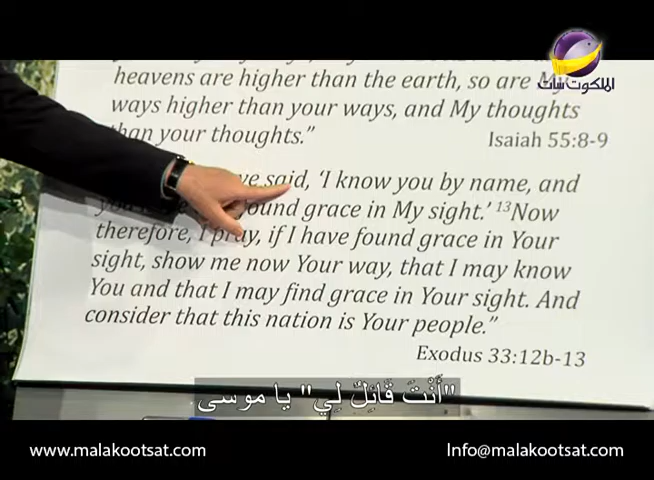 الملكوت سات
heavens are higher than the earth, so are My
ways higher than your ways, and My thoughts
than your thoughts.” Isaiah 55:8-9
said, ‘I know you by name, and
found grace in My sight.’ ¹³Now
therefore, I pray, if I have found grace in Your
sight, show me now Your way, that I may know
You and that I may find grace in Your sight. And
consider that this nation is Your people.”
Exodus 33:12b-13
"أَنْتَ قَائِلٌ لِي" يا موسى
www.malakootsat.com Info@malakootsat.com